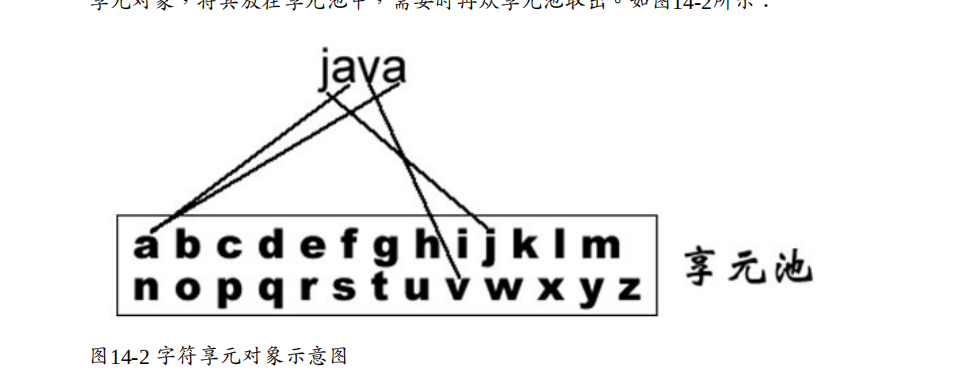 享元对象，将其放在享元池中，需要时再从享元池取出。如图14-2所示：
java
a b c d e f g h i j k l m
n o p q r s t u v w x y z
享元池
图14-2 字符享元对象示意图